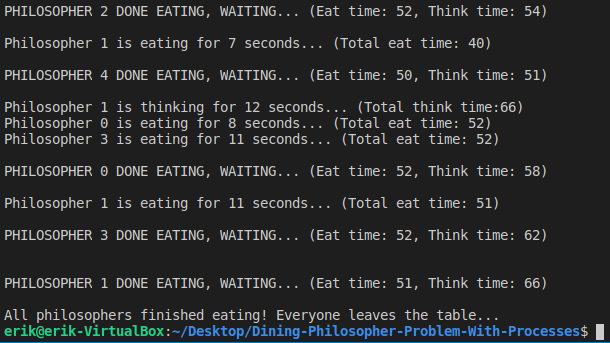 PHILOSOPHER 2 DONE EATING, WAITING... (Eat time: 52, Think time: 54)
Philosopher 1 is eating for 7 seconds... (Total eat time: 40)
PHILOSOPHER 4 DONE EATING, WAITING... (Eat time: 50, Think time: 51)
Philosopher 1 is thinking for 12 seconds... (Total think time:66)
Philosopher 0 is eating for 8 seconds... (Total eat time: 52)
Philosopher 3 is eating for 11 seconds... (Total eat time: 52)
PHILOSOPHER 0 DONE EATING, WAITING... (Eat time: 52, Think time: 58)
Philosopher 1 is eating for 11 seconds... (Total eat time: 51)
PHILOSOPHER 3 DONE EATING, WAITING... (Eat time: 52, Think time: 62)
PHILOSOPHER 1 DONE EATING, WAITING... (Eat time: 51, Think time: 66)
All philosophers finished eating! Everyone leaves the table...
erik@erik-VirtualBox:~/Desktop/Dining-Philosopher-Problem-With-Processes$